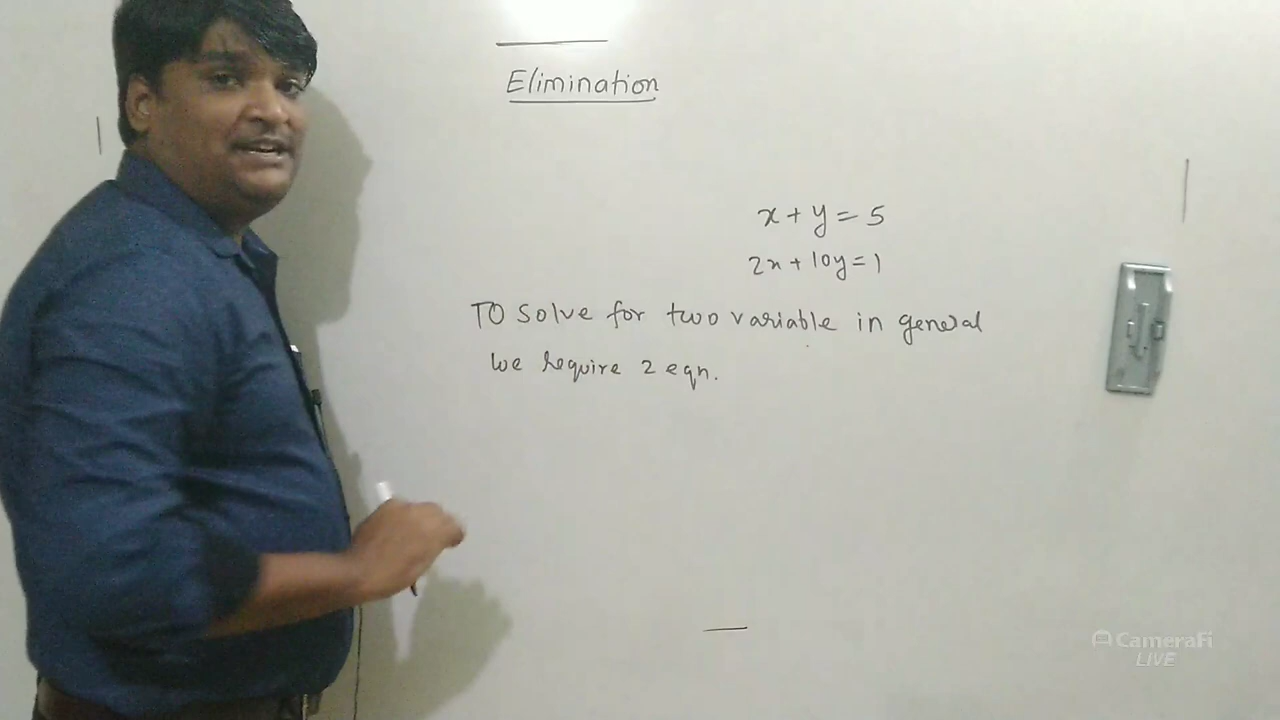 Elimination
x + y = 5
2x + 10y = 1
TO solve for two variable in general
we require 2 eqn.
CameraFi
LIVE